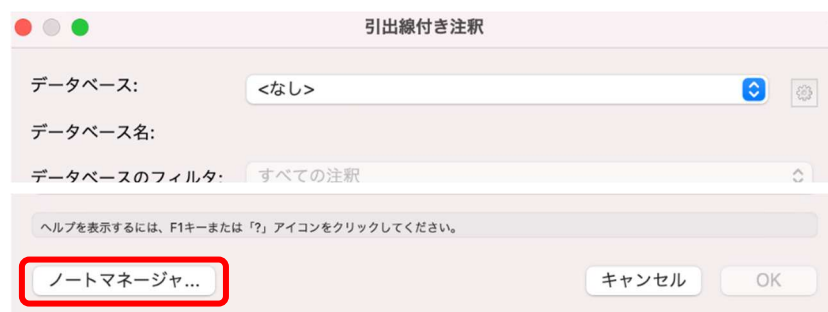 引出線付き注釈
データベース: <なし>
データベース名:
データベースのフィルタ: すべての注釈
ヘルプを表示するには、F1キーまたは「?」アイコンをクリックしてください。
ノートマネージャ... キャンセル OK